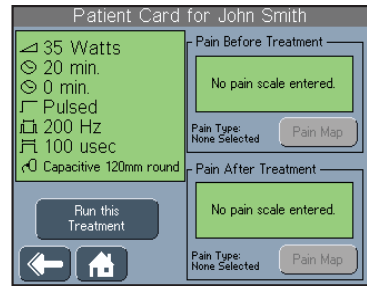 Patient Card for John Smith
35 Watts
20 min.
0 min.
Pulsed
200 Hz
100 usec
Capacitive 120mm round
Run this
Treatment
Pain Before Treatment
No pain scale entered.
Pain Type:
None Selected
Pain Map
Pain After Treatment
No pain scale entered.
Pain Type:
None Selected
Pain Map